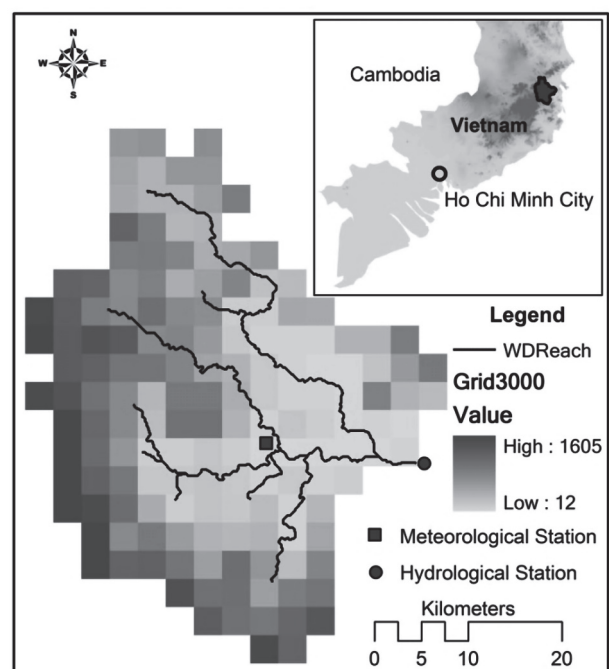 N
W E
S
Cambodia
Vietnam
Ho Chi Minh City
Legend
WDReach
Grid3000
Value
High : 1605
Low : 12
Meteorological Station
Hydrological Station
Kilometers
0 5 10 20